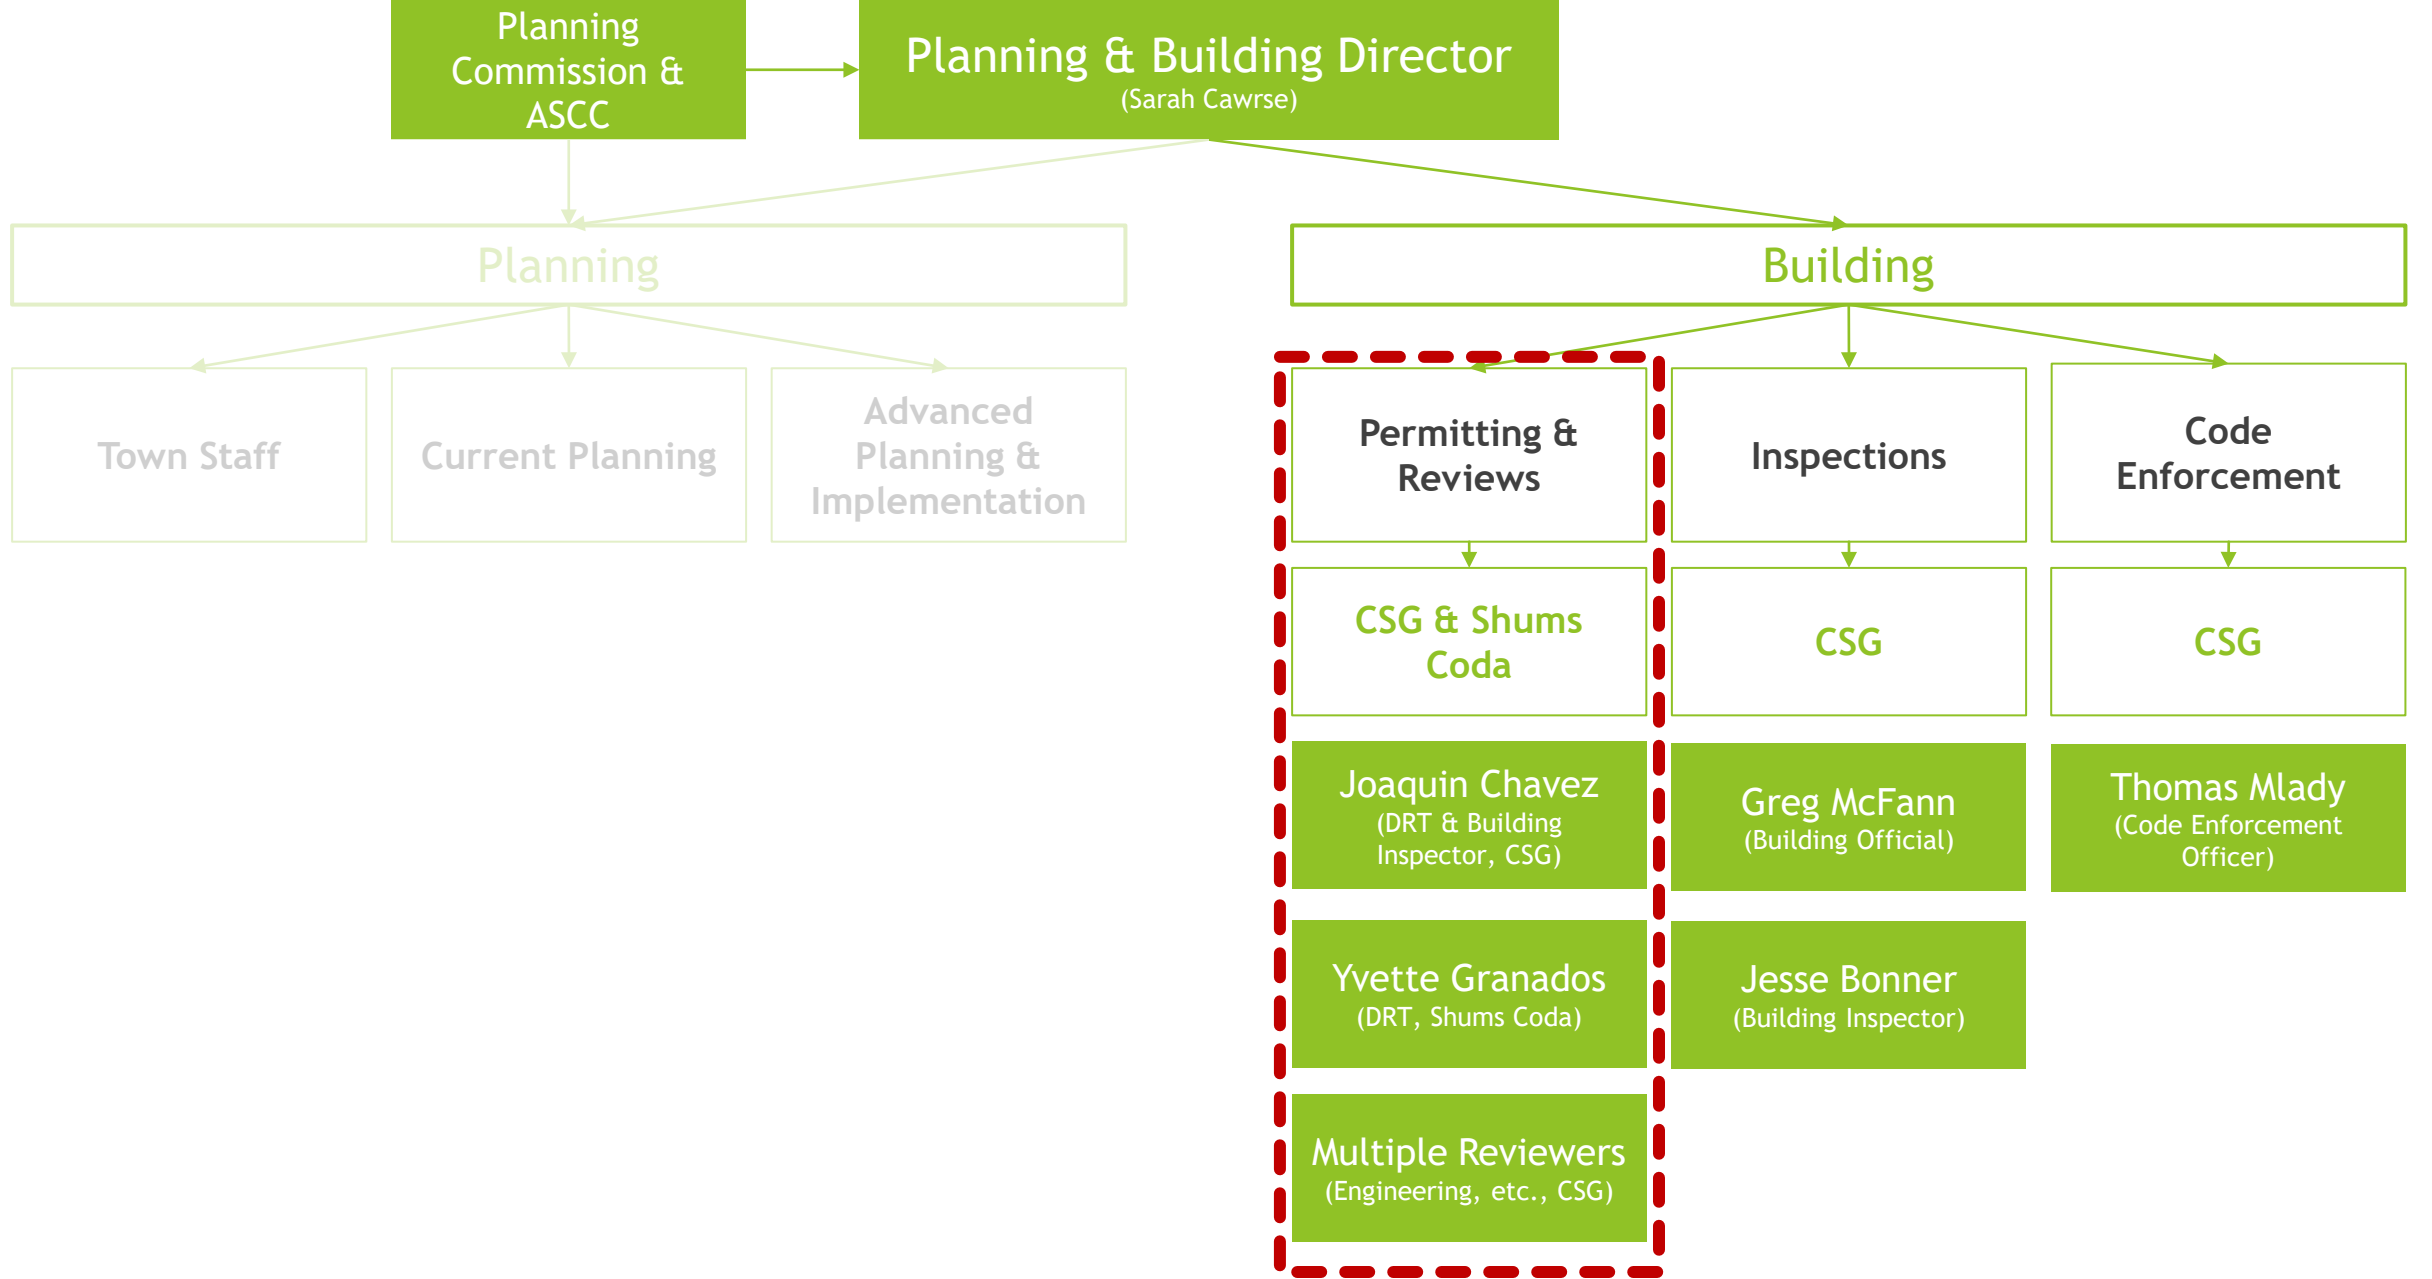 Planning
Commission &
ASCC
Planning & Building Director
(Sarah Cawrse)
Planning
Building
Town Staff
Current Planning
Advanced
Planning &
Implementation
Permitting &
Reviews
Inspections
Code
Enforcement
CSG & Shums
Coda
CSG
CSG
Joaquin Chavez
(DRT & Building
Inspector, CSG)
Greg McFann
(Building Official)
Thomas Mlady
(Code Enforcement
Officer)
Yvette Granados
(DRT, Shums Coda)
Jesse Bonner
(Building Inspector)
Multiple Reviewers
(Engineering, etc., CSG)